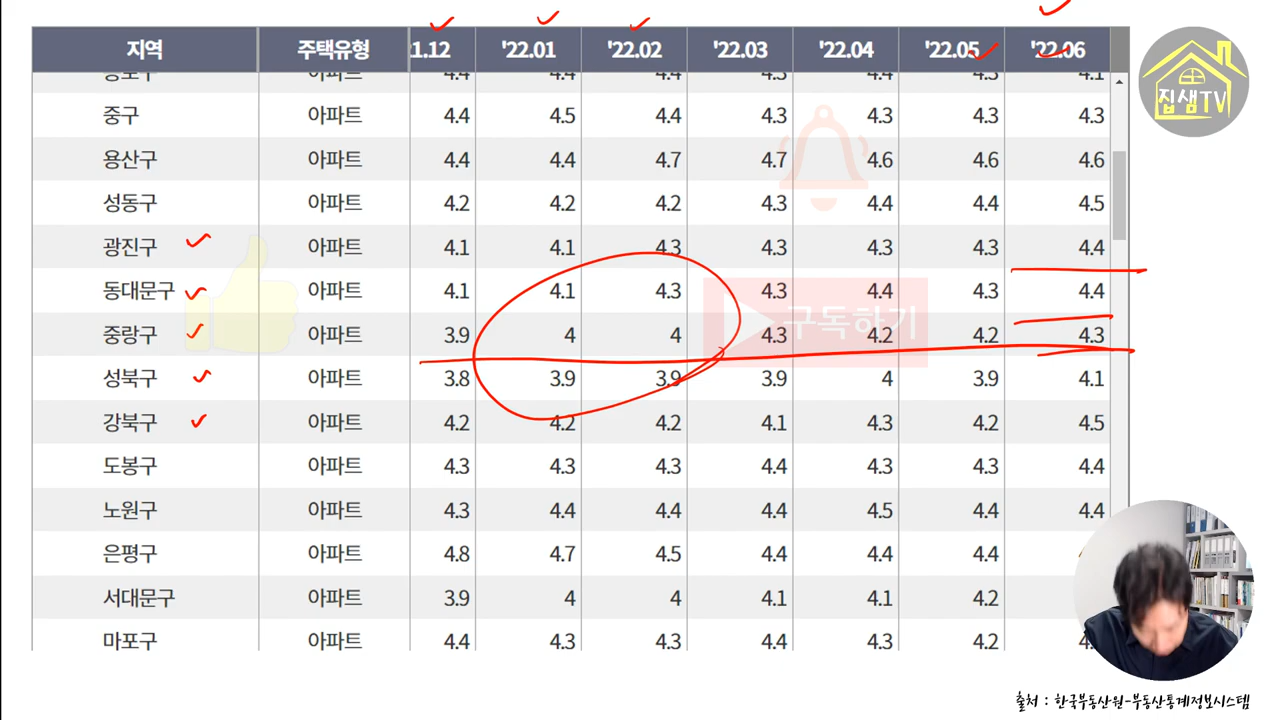 지역 주택유형 1.12 '22.01 '22.02 '22.03 '22.04 '22.05 '22.06
4.4 4.4 4.4 4.3 4.4 4.3 4.1
중구 아파트 4.4 4.5 4.4 4.3 4.3 4.3 4.3
용산구 아파트 4.4 4.4 4.7 4.7 4.6 4.6 4.6
성동구 아파트 4.2 4.2 4.2 4.3 4.4 4.4 4.5
광진구 아파트 4.1 4.1 4.3 4.3 4.3 4.3 4.4
동대문구 아파트 4.1 4.1 4.3 4.3 4.4 4.3 4.4
중랑구 아파트 3.9 4 4 4.3 4.2 4.2 4.3
성북구 아파트 3.8 3.9 3.9 3.9 4 3.9 4.1
강북구 아파트 4.2 4.2 4.2 4.1 4.3 4.2 4.5
도봉구 아파트 4.3 4.3 4.3 4.4 4.3 4.3 4.4
노원구 아파트 4.3 4.4 4.4 4.4 4.5 4.4 4.4
은평구 아파트 4.8 4.7 4.5 4.4 4.4 4.4
서대문구 아파트 3.9 4 4 4.1 4.1 4.2
마포구 아파트 4.4 4.3 4.3 4.4 4.3 4.2
구독하기
집샘TV
출처 : 한국부동산원-부동산통계정보시스템